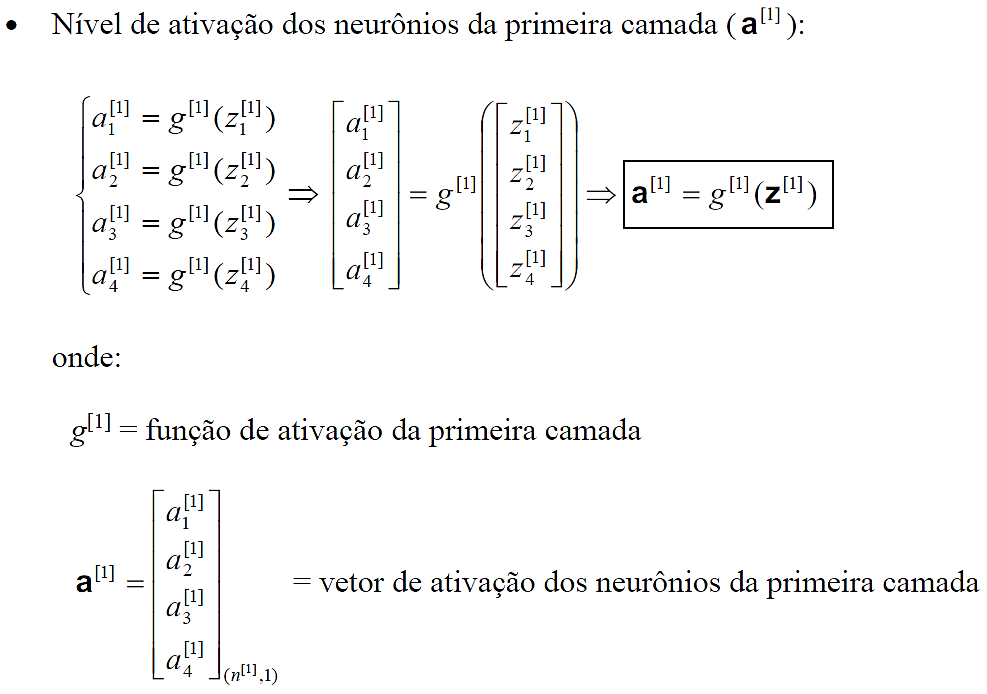 • Nível de ativação dos neurônios da primeira camada ( **a**^[1] ):
$\begin{cases} a_1^{[1]} = g^{[1]}(z_1^{[1]}) \\ a_2^{[1]} = g^{[1]}(z_2^{[1]}) \\ a_3^{[1]} = g^{[1]}(z_3^{[1]}) \\ a_4^{[1]} = g^{[1]}(z_4^{[1]}) \end{cases} \Rightarrow \begin{bmatrix} a_1^{[1]} \\ a_2^{[1]} \\ a_3^{[1]} \\ a_4^{[1]} \end{bmatrix} = g^{[1]}\left(\begin{bmatrix} z_1^{[1]} \\ z_2^{[1]} \\ z_3^{[1]} \\ z_4^{[1]} \end{bmatrix}\right) \Rightarrow \boxed{\mathbf{a}^{[1]} = g^{[1]}(\mathbf{z}^{[1]})}$
onde:
$g^{[1]}$ = função de ativação da primeira camada
$\mathbf{a}^{[1]} = \begin{bmatrix} a_1^{[1]} \\ a_2^{[1]} \\ a_3^{[1]} \\ a_4^{[1]} \end{bmatrix}_{(n^{[1]},1)}$ = vetor de ativação dos neurônios da primeira camada